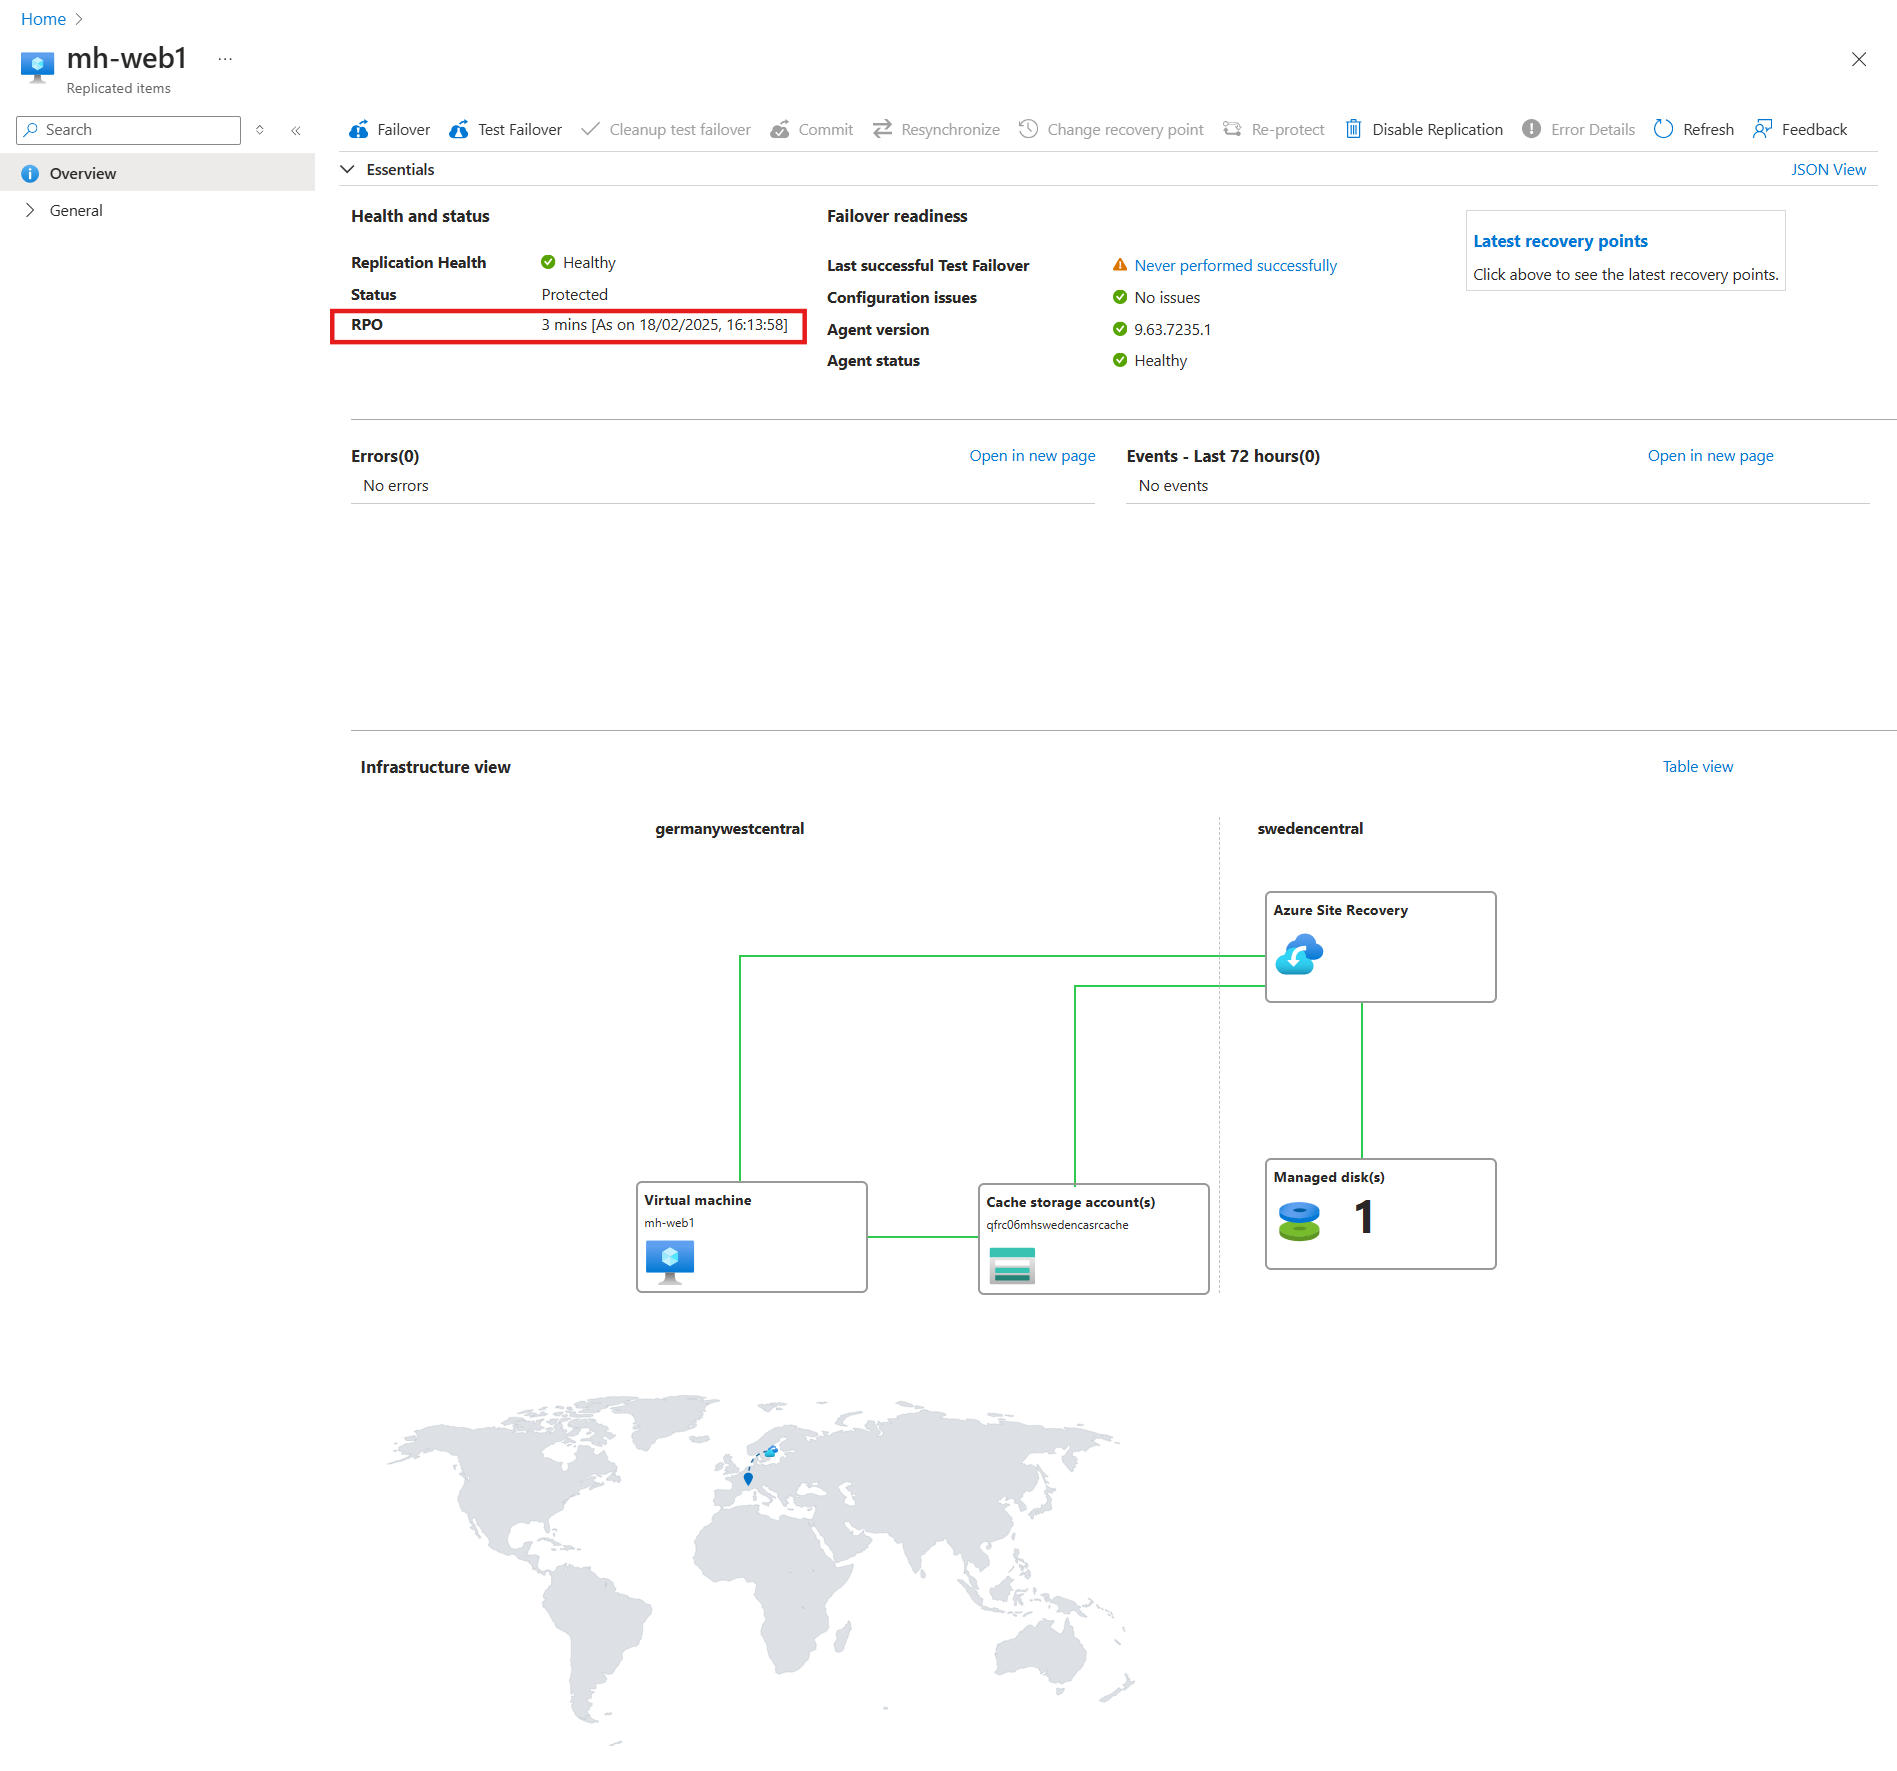 Home
mh-web1
Replicated items
Search
Failover
Test Failover
Cleanup test failover
Commit
Resynchronize
Change recovery point
Re-protect
Disable Replication
Error Details
Refresh
Feedback
Overview
General
Essentials
JSON View
Health and status
Replication Health
Healthy
Status
Protected
RPO
3 mins [As on 18/02/2025, 16:13:58]
Failover readiness
Last successful Test Failover
Never performed successfully
Configuration issues
No issues
Agent version
9.63.7235.1
Agent status
Healthy
Latest recovery points
Click above to see the latest recovery points.
Errors(0)
Open in new page
No errors
Events - Last 72 hours(0)
Open in new page
No events
Infrastructure view
Table view
germanywestcentral
swedencentral
Azure Site Recovery
Virtual machine
mh-web1
Cache storage account(s)
qfrc06mhswedencasrcache
Managed disk(s)
1